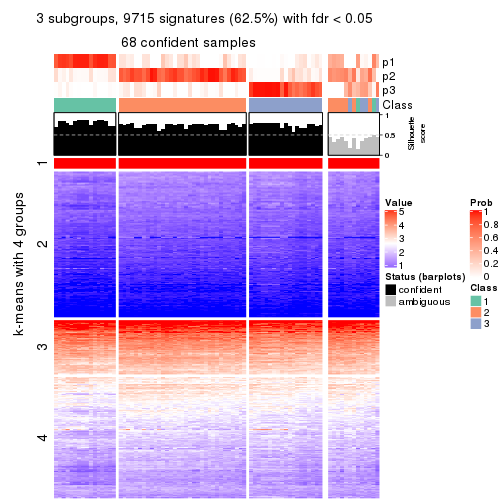 3 subgroups, 9715 signatures (62.5%) with fdr < 0.05
68 confident samples
p1
p2
p3
Class
1
0.5
0
Silhouette
score
k-means with 4 groups
1
2
3
4
Value
5
4
3
2
1
Status (barplots)
confident
ambiguous
Prob
1
0.8
0.6
0.4
0.2
0
Class
1
2
3